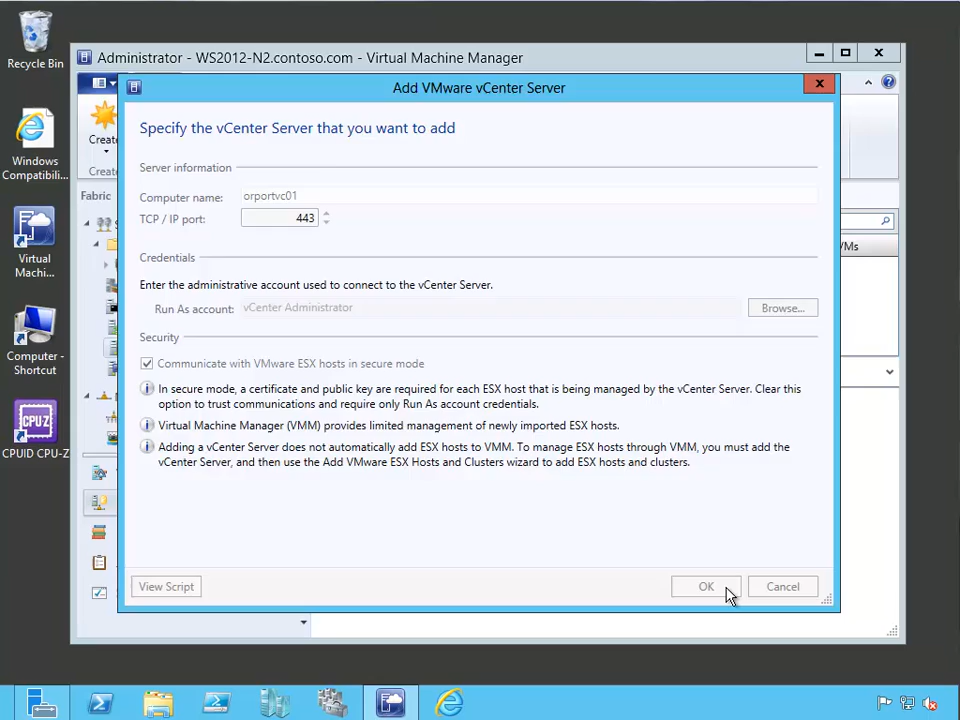 Recycle Bin
Windows
Compatibili...
Virtual
Machi...
Computer -
Shortcut
CPU-Z
CPUID CPU-Z
Administrator - WS2012-N2.contoso.com - Virtual Machine Manager
Create
Create
Fabric
VMs
Add VMware vCenter Server
Specify the vCenter Server that you want to add
Server information
Computer name: orportvc01
TCP / IP port: 443
Credentials
Enter the administrative account used to connect to the vCenter Server.
Run As account: vCenter Administrator
Browse...
Security
Communicate with VMware ESX hosts in secure mode
In secure mode, a certificate and public key are required for each ESX host that is being managed by the vCenter Server. Clear this
option to trust communications and require only Run As account credentials.
Virtual Machine Manager (VMM) provides limited management of newly imported ESX hosts.
Adding a vCenter Server does not automatically add ESX hosts to VMM. To manage ESX hosts through VMM, you must add the
vCenter Server, and then use the Add VMware ESX Hosts and Clusters wizard to add ESX hosts and clusters.
View Script
OK
Cancel